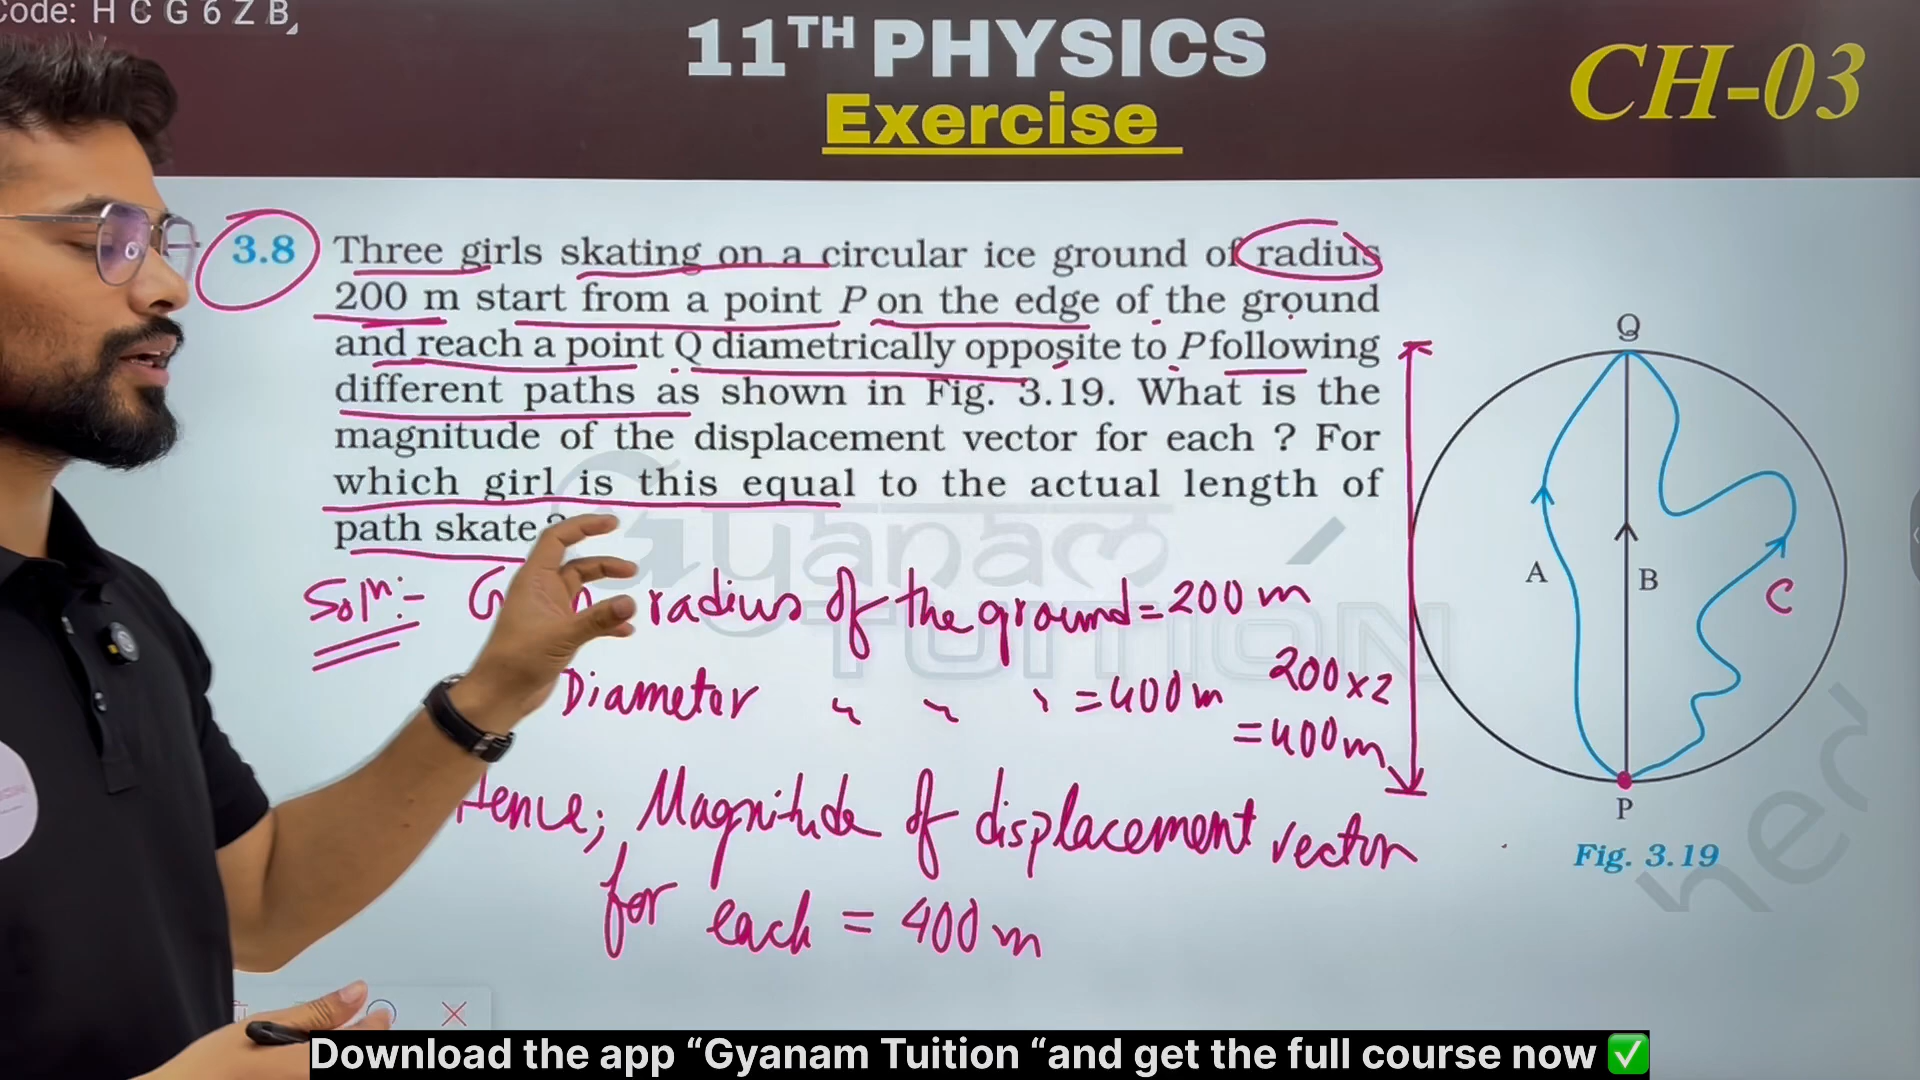 Code: H C G 6 Z B
11TH PHYSICS
Exercise
CH-03
3.8 Three girls skating on a circular ice ground of radius
200 m start from a point P on the edge of the ground
and reach a point Q diametrically opposite to P following
different paths as shown in Fig. 3.19. What is the
magnitude of the displacement vector for each ? For
which girl is this equal to the actual length of
path skate ?
Gyanam
TUITION
Soln:- radius of the ground = 200 m
Diameter " " " = 400 m
200 x 2
= 400 m
Hence; Magnitude of displacement vector
for each = 400 m
Q
A
B
C
P
Fig. 3.19
Download the app “Gyanam Tuition “and get the full course now ✅